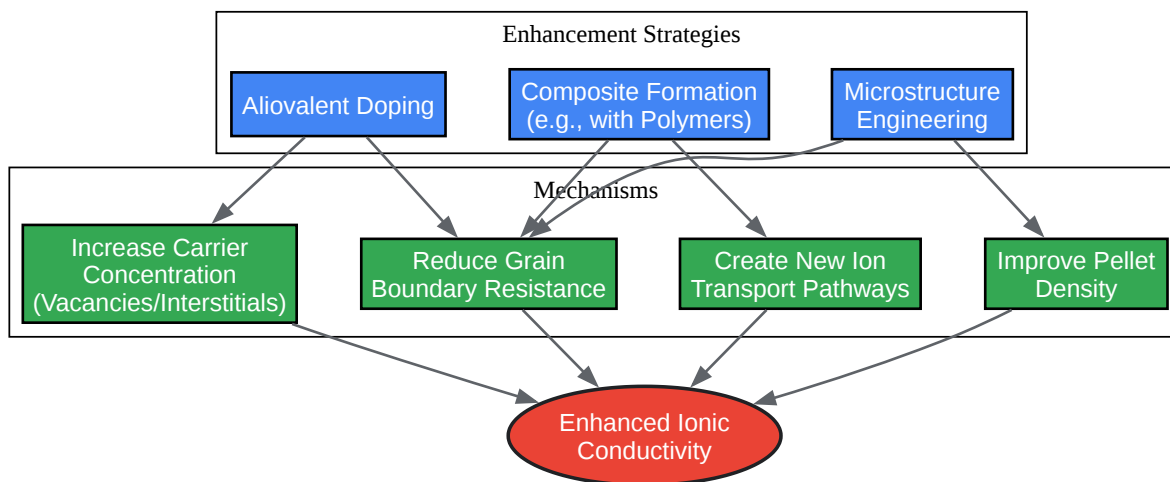 Enhancement Strategies
Aliovalent Doping
Composite Formation
(e.g., with Polymers)
Microstructure
Engineering
Mechanisms
Increase Carrier
Concentration
(Vacancies/Interstitials)
Reduce Grain
Boundary Resistance
Create New Ion
Transport Pathways
Improve Pellet
Density
Enhanced Ionic
Conductivity